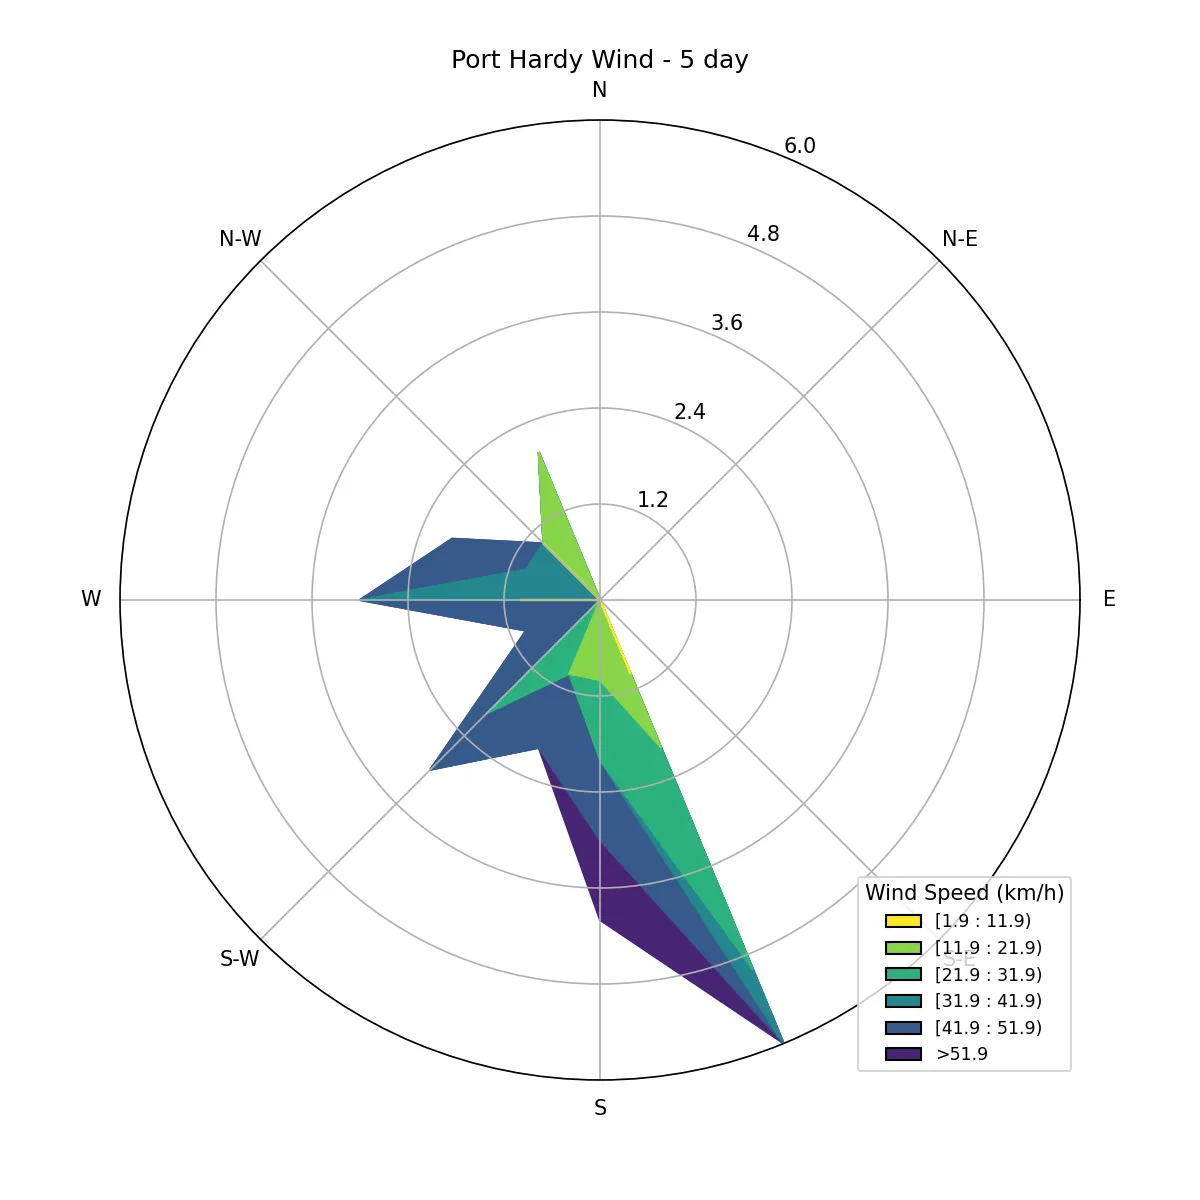 Port Hardy Wind - 5 day
N
6.0
N-W
N-E
4.8
3.6
2.4
1.2
W
E
S-W
S-E
S
Wind Speed (km/h)
[1.9 : 11.9)
[11.9 : 21.9)
[21.9 : 31.9)
[31.9 : 41.9)
[41.9 : 51.9)
>51.9